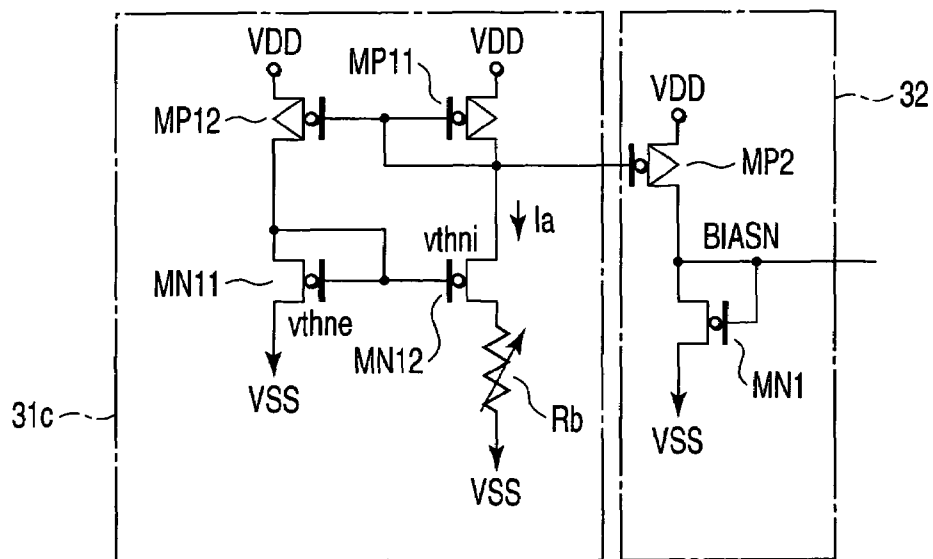 VDD
MP11
VDD
MP12
VDD
32
MP2
Ia
vthni
BIASN
MN11
vthne
MN12
VSS
Rb
MN1
31c
VSS
VSS